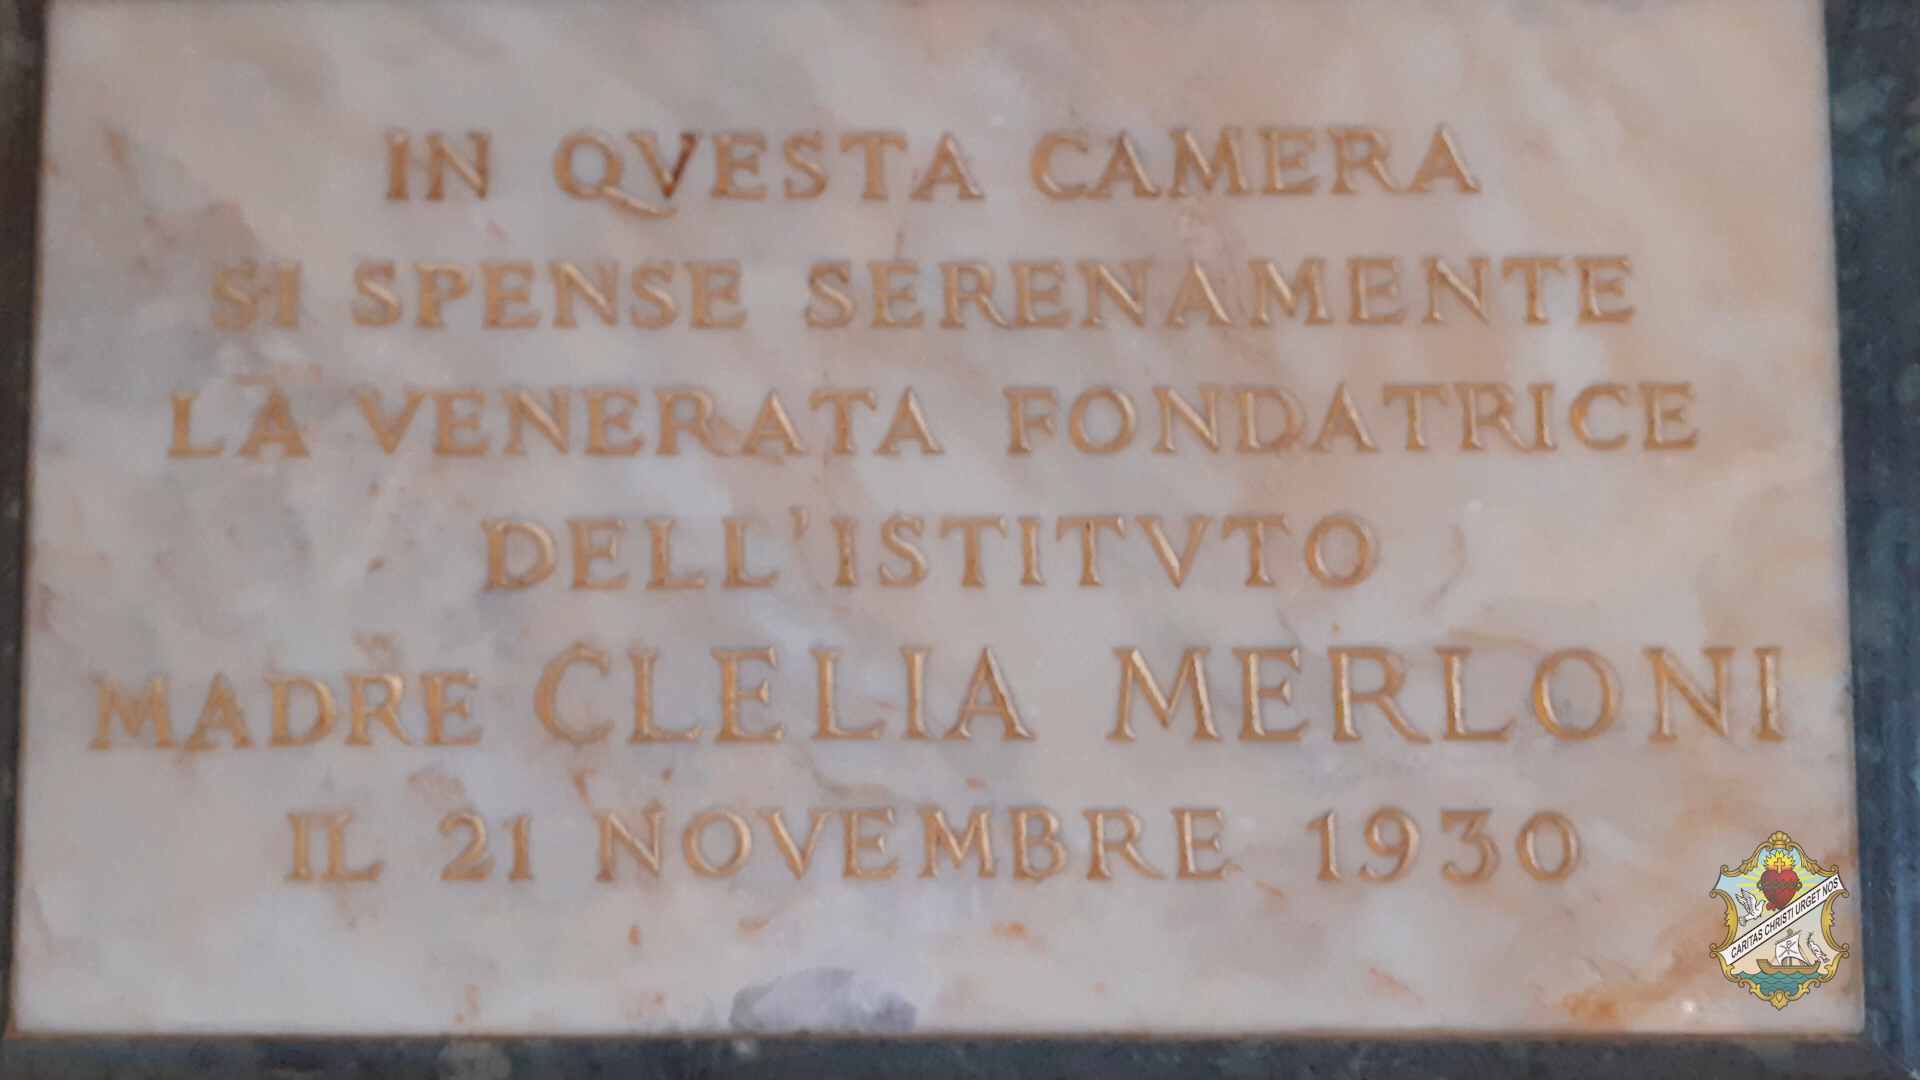 IN QVESTA CAMERA
SI SPENSE SERENAMENTE
LA VENERATA FONDATRICE
DELL'ISTITVTO
MADRE CLELIA MERLONI
IL 21 NOVEMBRE 1930
CARITAS CHRISTI URGET NOS